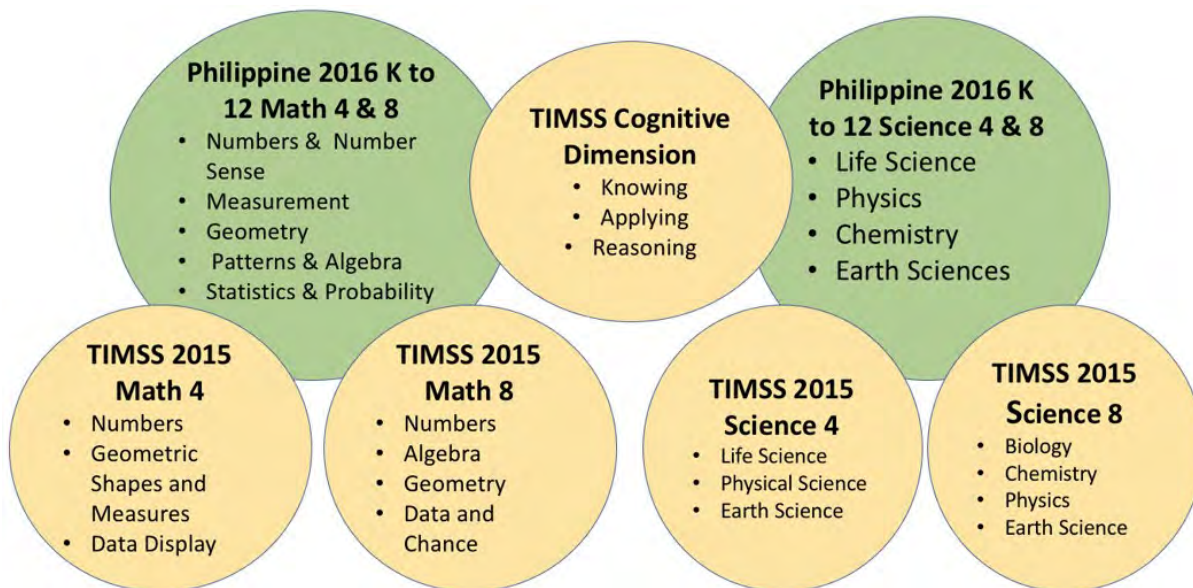 Philippine 2016 K to
12 Math 4 & 8
• Numbers & Number
Sense
• Measurement
• Geometry
• Patterns & Algebra
• Statistics & Probability
TIMSS Cognitive
Dimension
• Knowing
• Applying
• Reasoning
Philippine 2016 K
to 12 Science 4 & 8
• Life Science
• Physics
• Chemistry
• Earth Sciences
TIMSS 2015
Math 4
• Numbers
• Geometric
Shapes and
Measures
• Data Display
TIMSS 2015
Math 8
• Numbers
• Algebra
• Geometry
• Data and
Chance
TIMSS 2015
Science 4
• Life Science
• Physical Science
• Earth Science
TIMSS 2015
Science 8
• Biology
• Chemistry
• Physics
• Earth Science